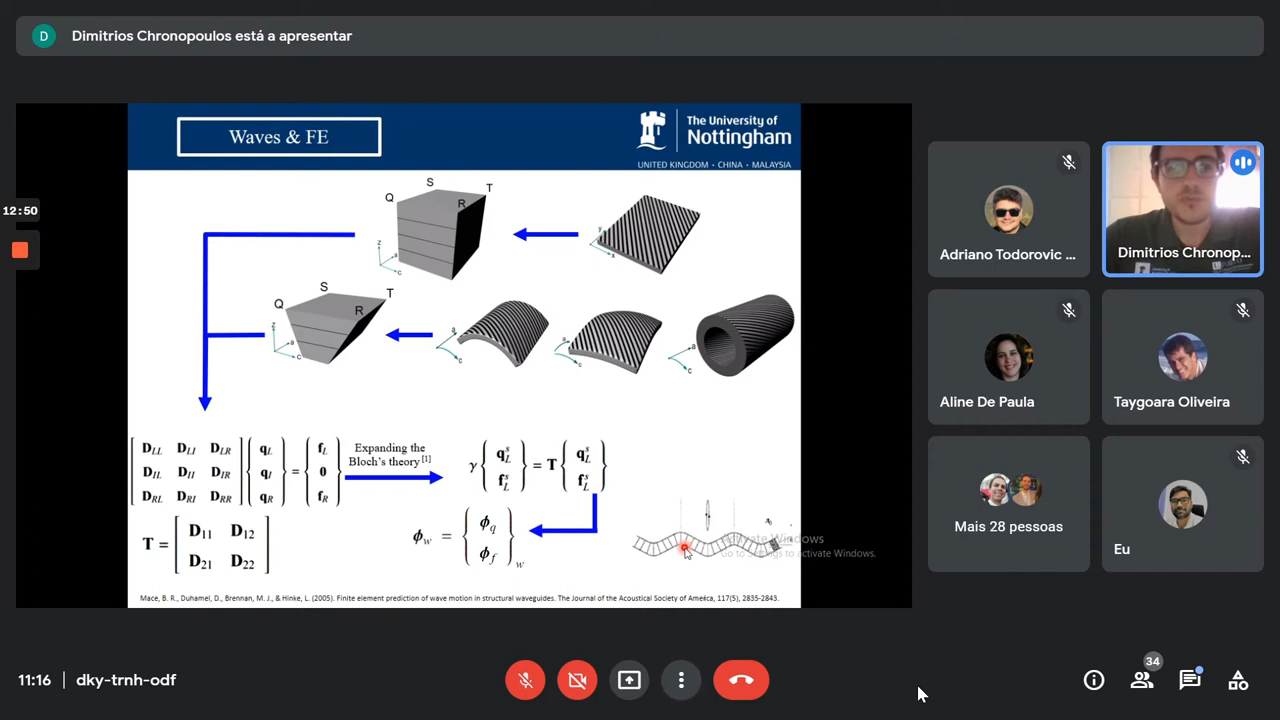 D
Dimitrios Chronopoulos está a apresentar
Waves & FE
The University of
Nottingham
UNITED KINGDOM · CHINA · MALAYSIA
12:50
Q S T R
z a c
y x
Q S T R
z a c
a c
a c
a c
D_LL D_LI D_LR q_L f_L
D_IL D_II D_IR q_I = 0
D_RL D_RI D_RR q_R f_R
Expanding the
Bloch's theory [1]
γ { q_L^s f_L^s } = T { q_L^s f_L^s }
T = [ D_11 D_12
D_21 D_22 ]
ϕ_w = { ϕ_q ϕ_f }_w
Activate Windows
Go to Settings to activate Windows.
Mace, B. R., Duhamel, D., Brennan, M. J., & Hinke, L. (2005). Finite element prediction of wave motion in structural waveguides. The Journal of the Acoustical Society of America, 117(5), 2835-2843.
Adriano Todorovic ...
Dimitrios Chronop...
Aline De Paula
Taygoara Oliveira
Mais 28 pessoas
Eu
11:16 | dky-trnh-odf
34